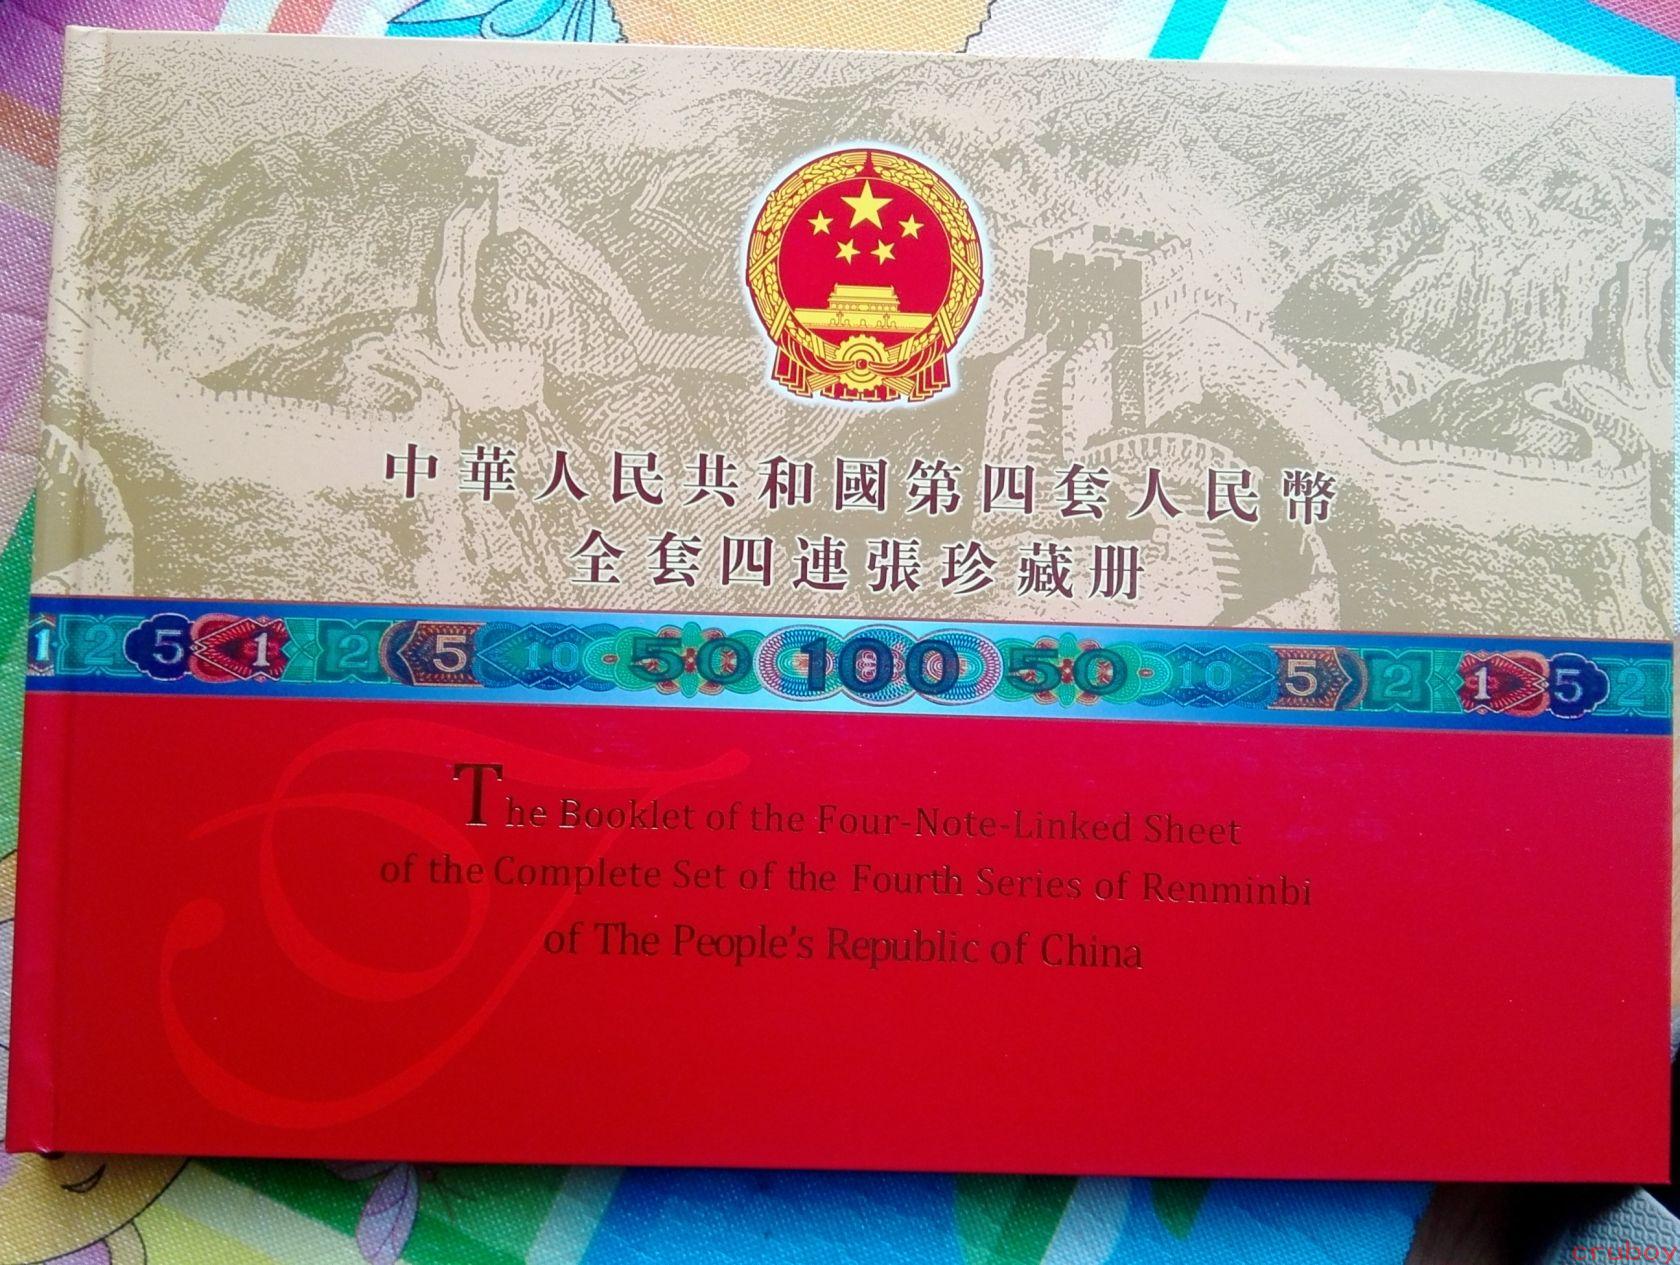 中華人民共和國第四套人民幣
全套四連張珍藏册
1 2 5 1 2 5 10 50 100 50 10 5 2 1 5 2
The Booklet of the Four-Note-Linked Sheet
of the Complete Set of the Fourth Series of Renminbi
of The People's Republic of China
cruboy